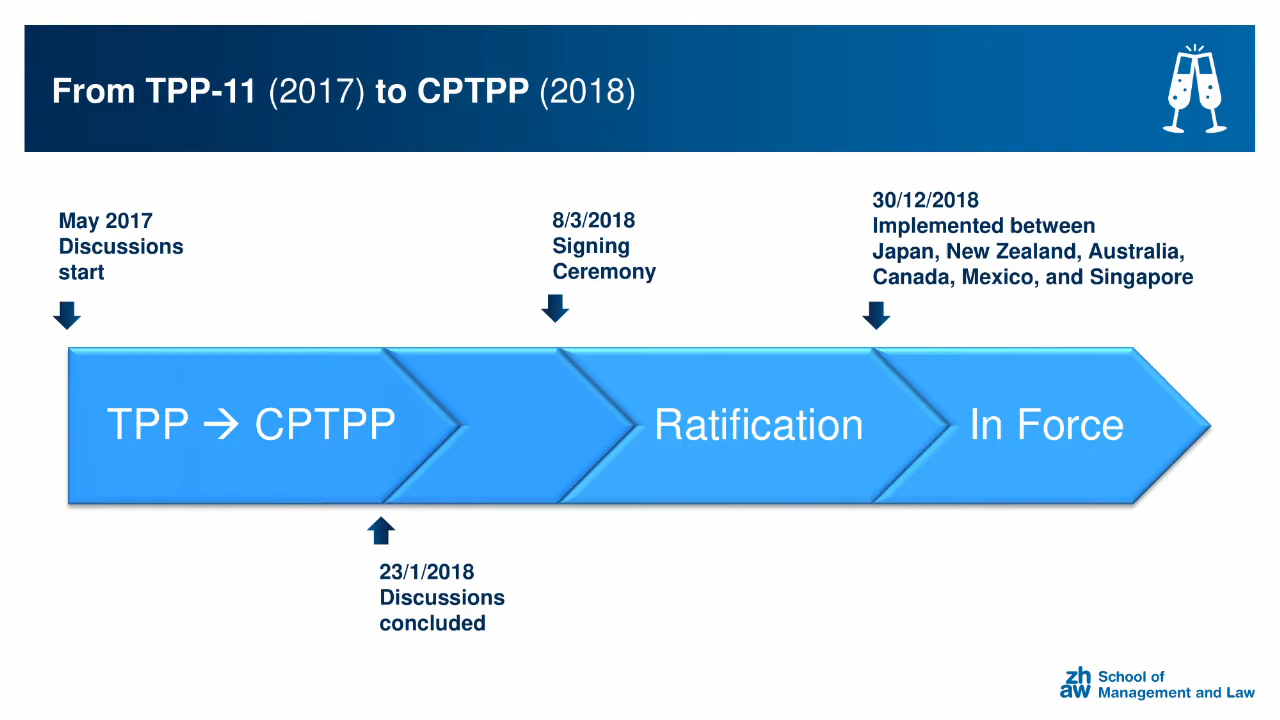 From TPP-11 (2017) to CPTPP (2018)
May 2017
Discussions
start
8/3/2018
Signing
Ceremony
30/12/2018
Implemented between
Japan, New Zealand, Australia,
Canada, Mexico, and Singapore
TPP → CPTPP
Ratification
In Force
23/1/2018
Discussions
concluded
zh
aw
School of
Management and Law